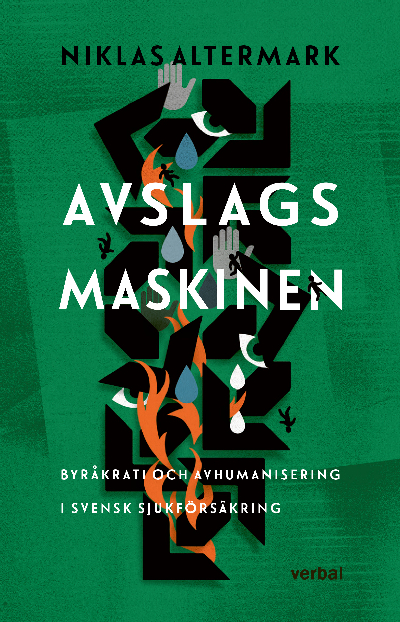 NIKLAS ALTERMARK
AVSLAGS
MASKINEN
BYRÅKRATI OCH AVHUMANISERING
I SVENSK SJUKFÖRSÄKRING
verbal